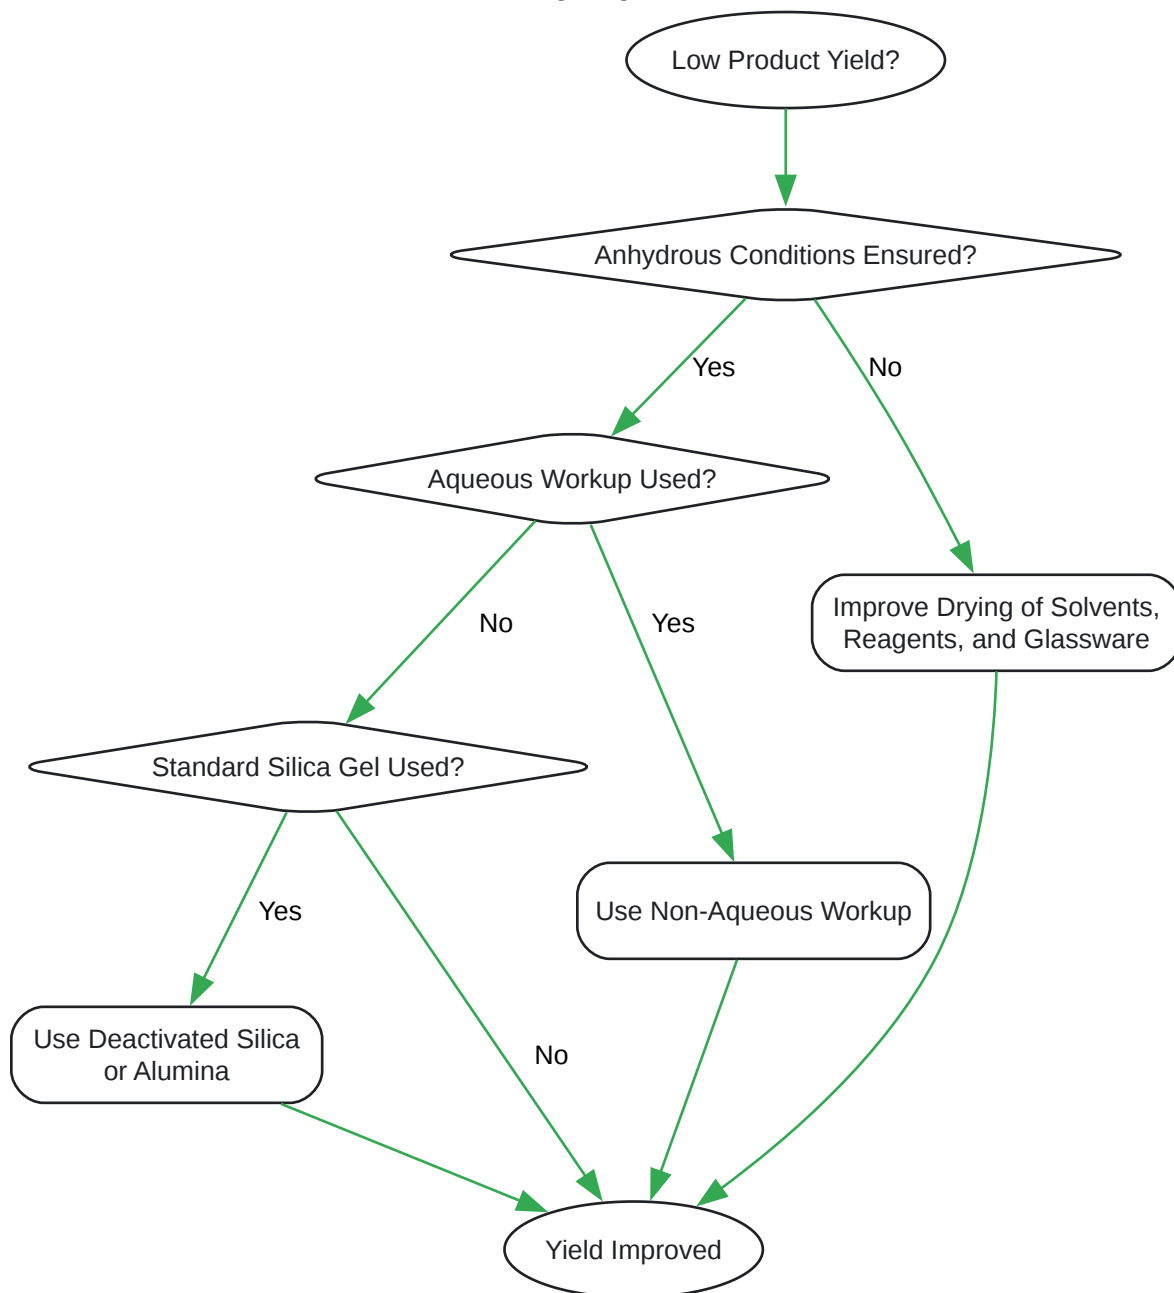 Low Product Yield?
Anhydrous Conditions Ensured?
Yes
No
Aqueous Workup Used?
No
Yes
Improve Drying of Solvents,
Reagents, and Glassware
Standard Silica Gel Used?
Yes
Use Non-Aqueous Workup
No
Use Deactivated Silica
or Alumina
Yield Improved